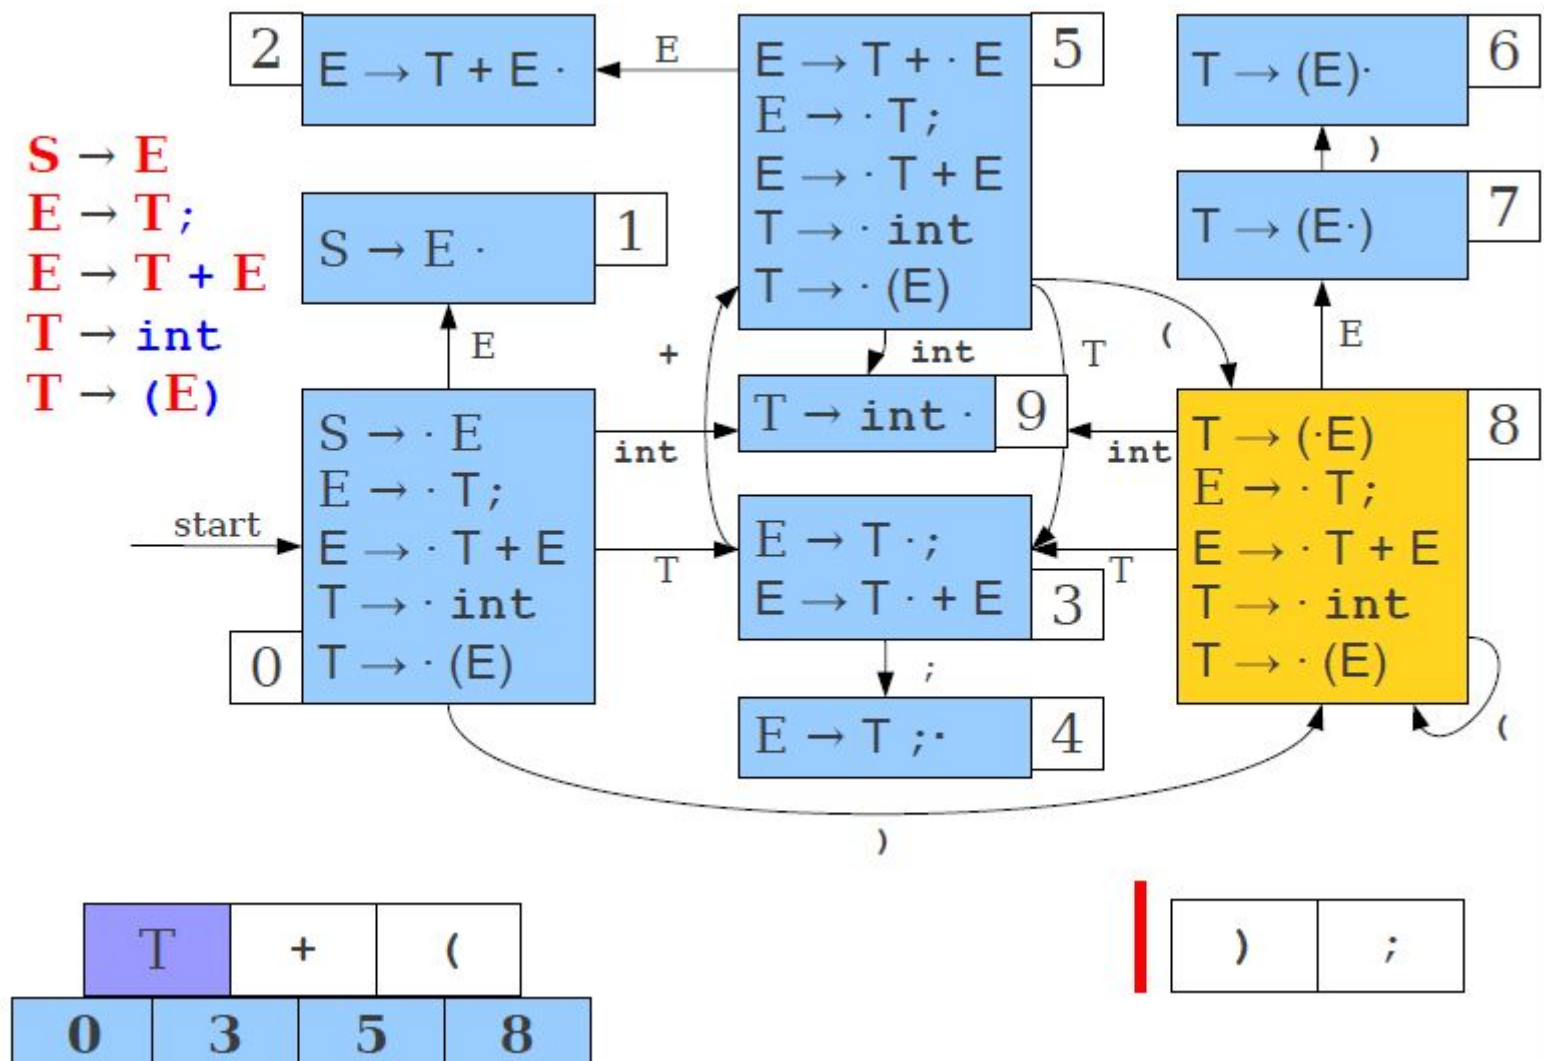 S → E
E → T ;
E → T + E
T → int
T → (E)
2
E → T + E ·
E
5
E → T + · E
E → · T ;
E → · T + E
T → · int
T → · (E)
6
T → (E)·
)
7
T → (E·)
1
S → E ·
E
+
int
T
(
E
start
0
S → · E
E → · T ;
E → · T + E
T → · int
T → · (E)
int
T
T → int ·
9
int
T
E → T · ;
E → T · + E
3
;
E → T ;·
4
8
T → (·E)
E → · T ;
E → · T + E
T → · int
T → · (E)
(
)
T + (
) ;
0 3 5 8